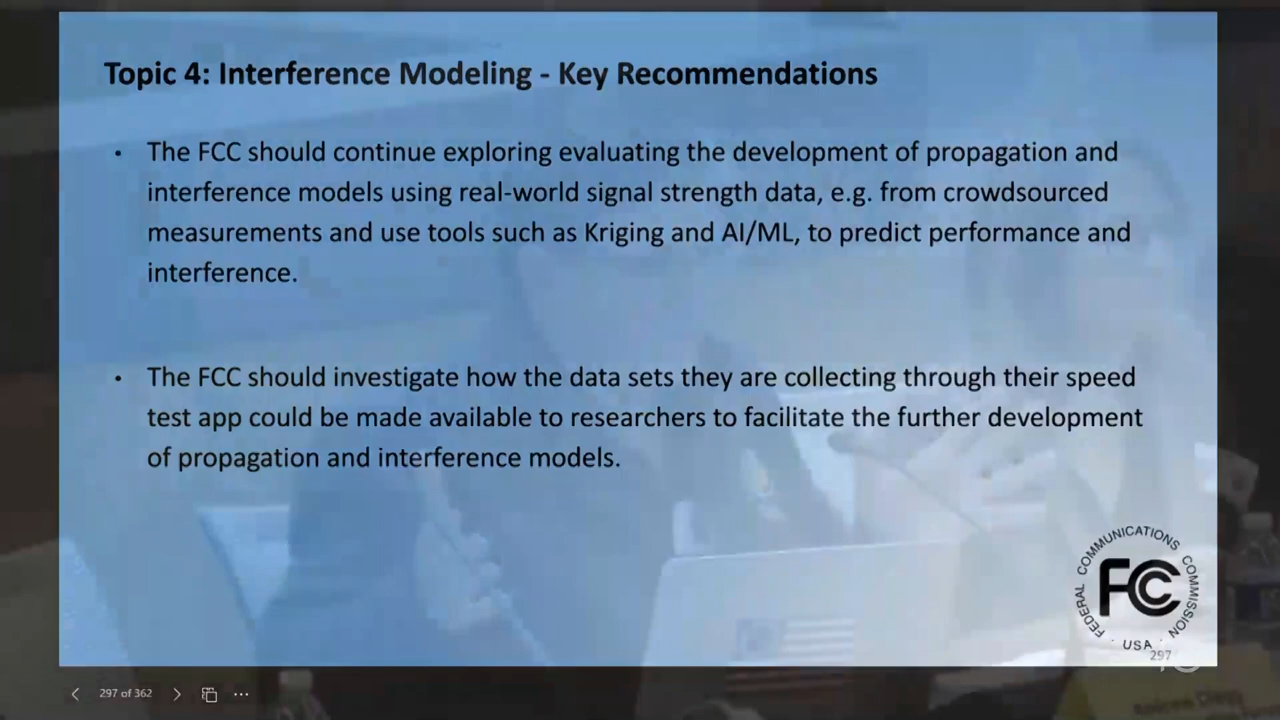 Topic 4: Interference Modeling - Key Recommendations
• The FCC should continue exploring evaluating the development of propagation and
interference models using real-world signal strength data, e.g. from crowdsourced
measurements and use tools such as Kriging and AI/ML, to predict performance and
interference.
• The FCC should investigate how the data sets they are collecting through their speed
test app could be made available to researchers to facilitate the further development
of propagation and interference models.
FEDERAL COMMUNICATIONS COMMISSION
FCC
· USA ·
297
297 of 362